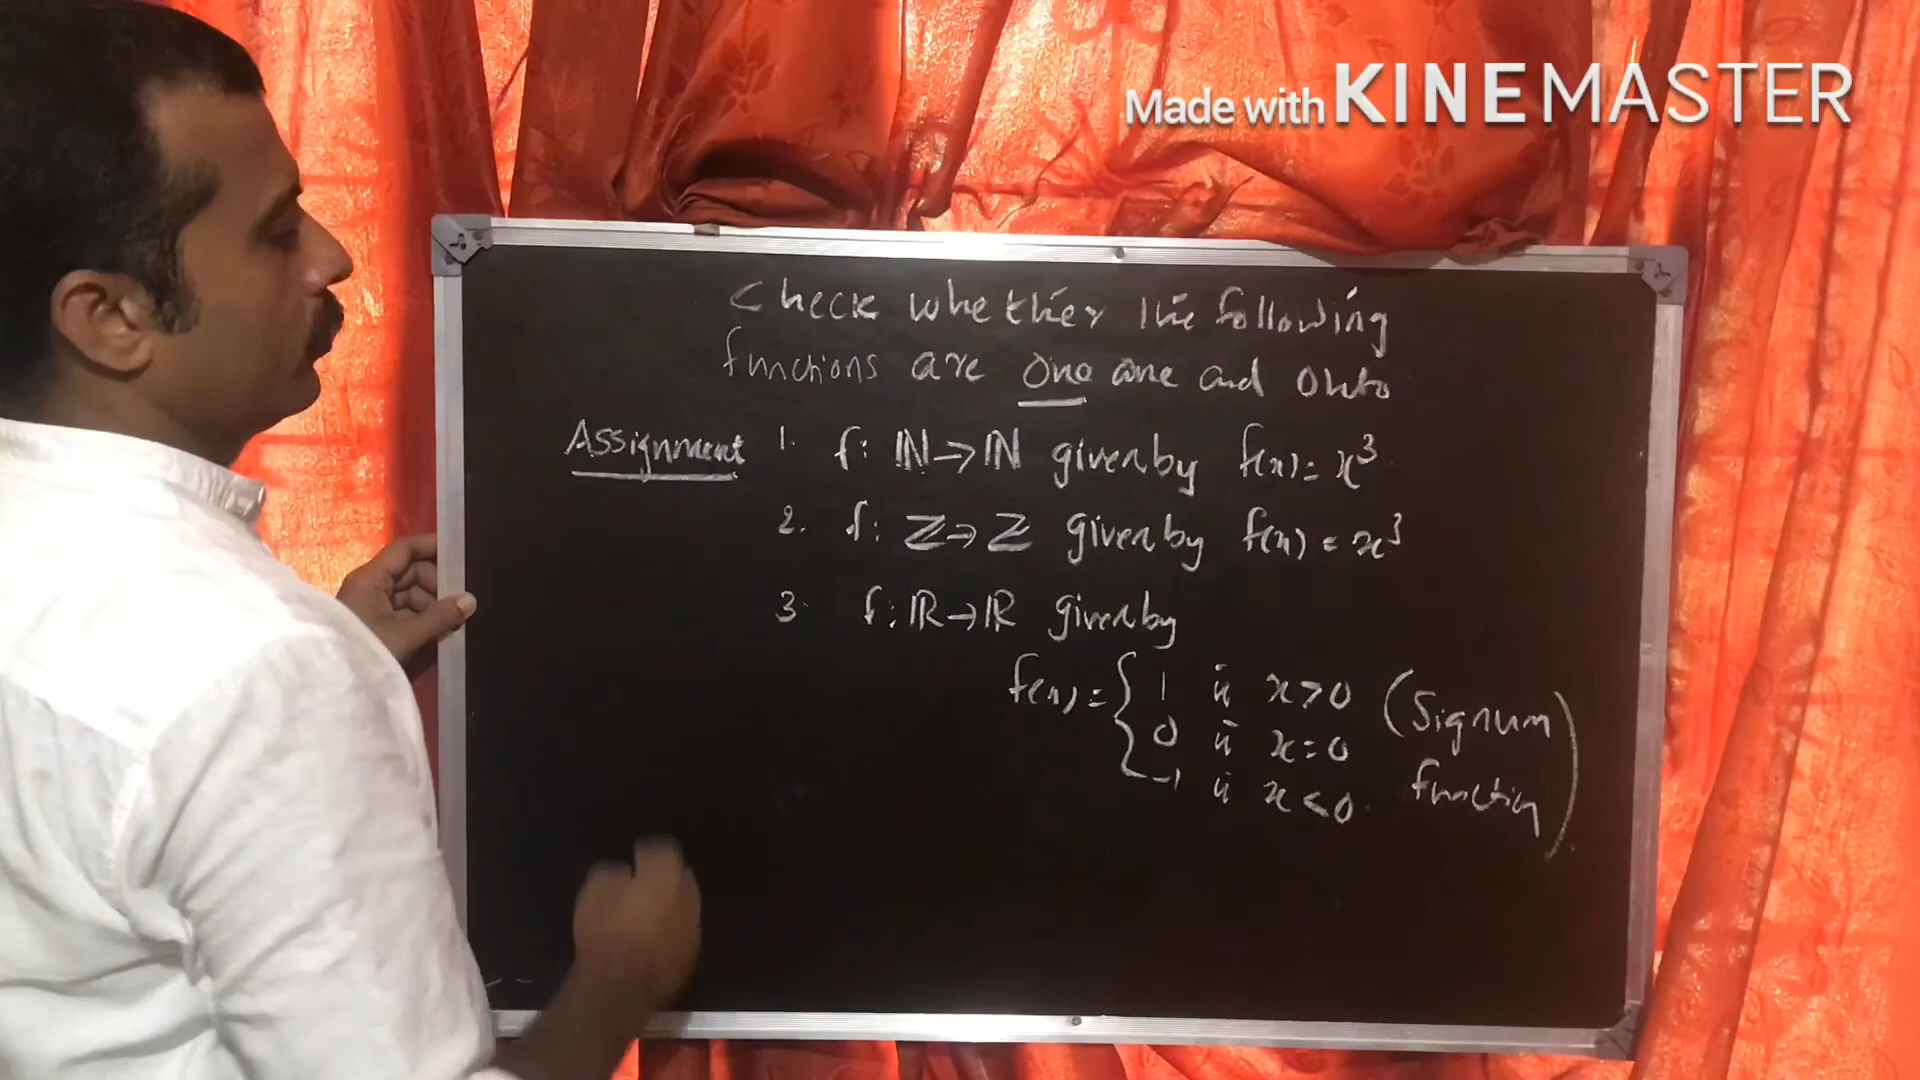 Made with KINEMASTER
Check whether the following
functions are one one and Onto
Assignment 1. f: ℕ→ℕ given by f(x)=x³
2. f: ℤ→ℤ given by f(x)=x³
3. f:ℝ→ℝ given by
f(x)={ 1 if x>0 (Signum
0 if x=0
-1 if x<0. function)